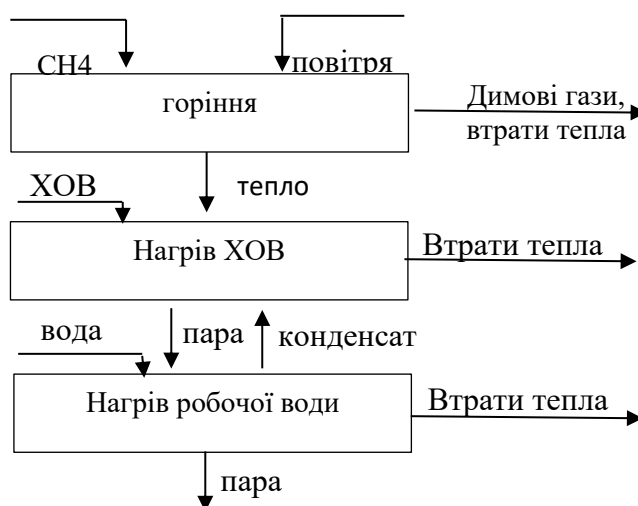 СН4
повітря
горіння
Димові гази,
втрати тепла
ХОВ
тепло
Нагрів ХОВ
Втрати тепла
вода
пара
конденсат
Нагрів робочої води
Втрати тепла
пара